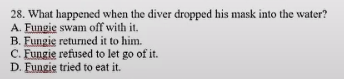 28. What happened when the diver dropped his mask into the water?
A. Fungie swam off with it.
B. Fungie returned it to him.
C. Fungie refused to let go of it.
D. Fungie tried to eat it.